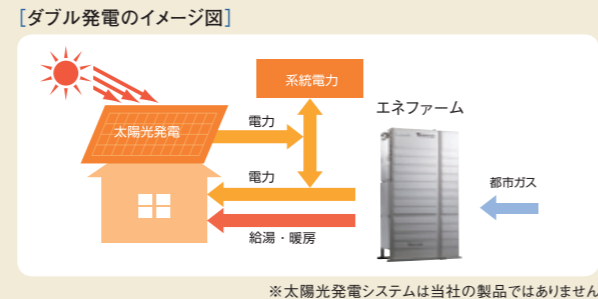 [ダブル発電のイメージ図]
系統電力
エネファーム
太陽光発電
電力
電力
都市ガス
給湯・暖房
※太陽光発電システムは当社の製品ではありません